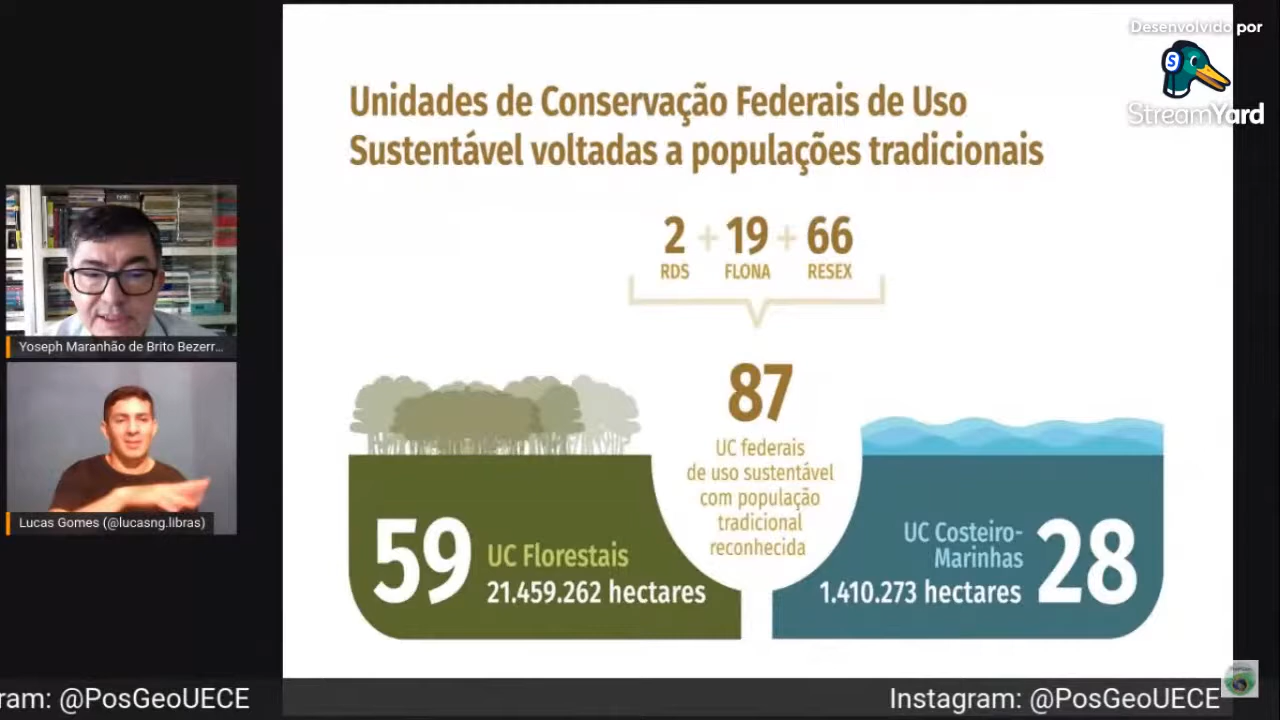 Desenvolvido por
StreamYard
Unidades de Conservação Federais de Uso
Sustentável voltadas a populações tradicionais
2 + 19 + 66
RDS FLONA RESEX
87
UC federais
de uso sustentável
com população
tradicional
reconhecida
59
UC Florestais
21.459.262 hectares
UC Costeiro-
Marinhas
1.410.273 hectares
28
Yoseph Maranhão de Brito Bezerr...
Lucas Gomes (@lucasng.libras)
ram: @PosGeoUECE
Instagram: @PosGeoUECE